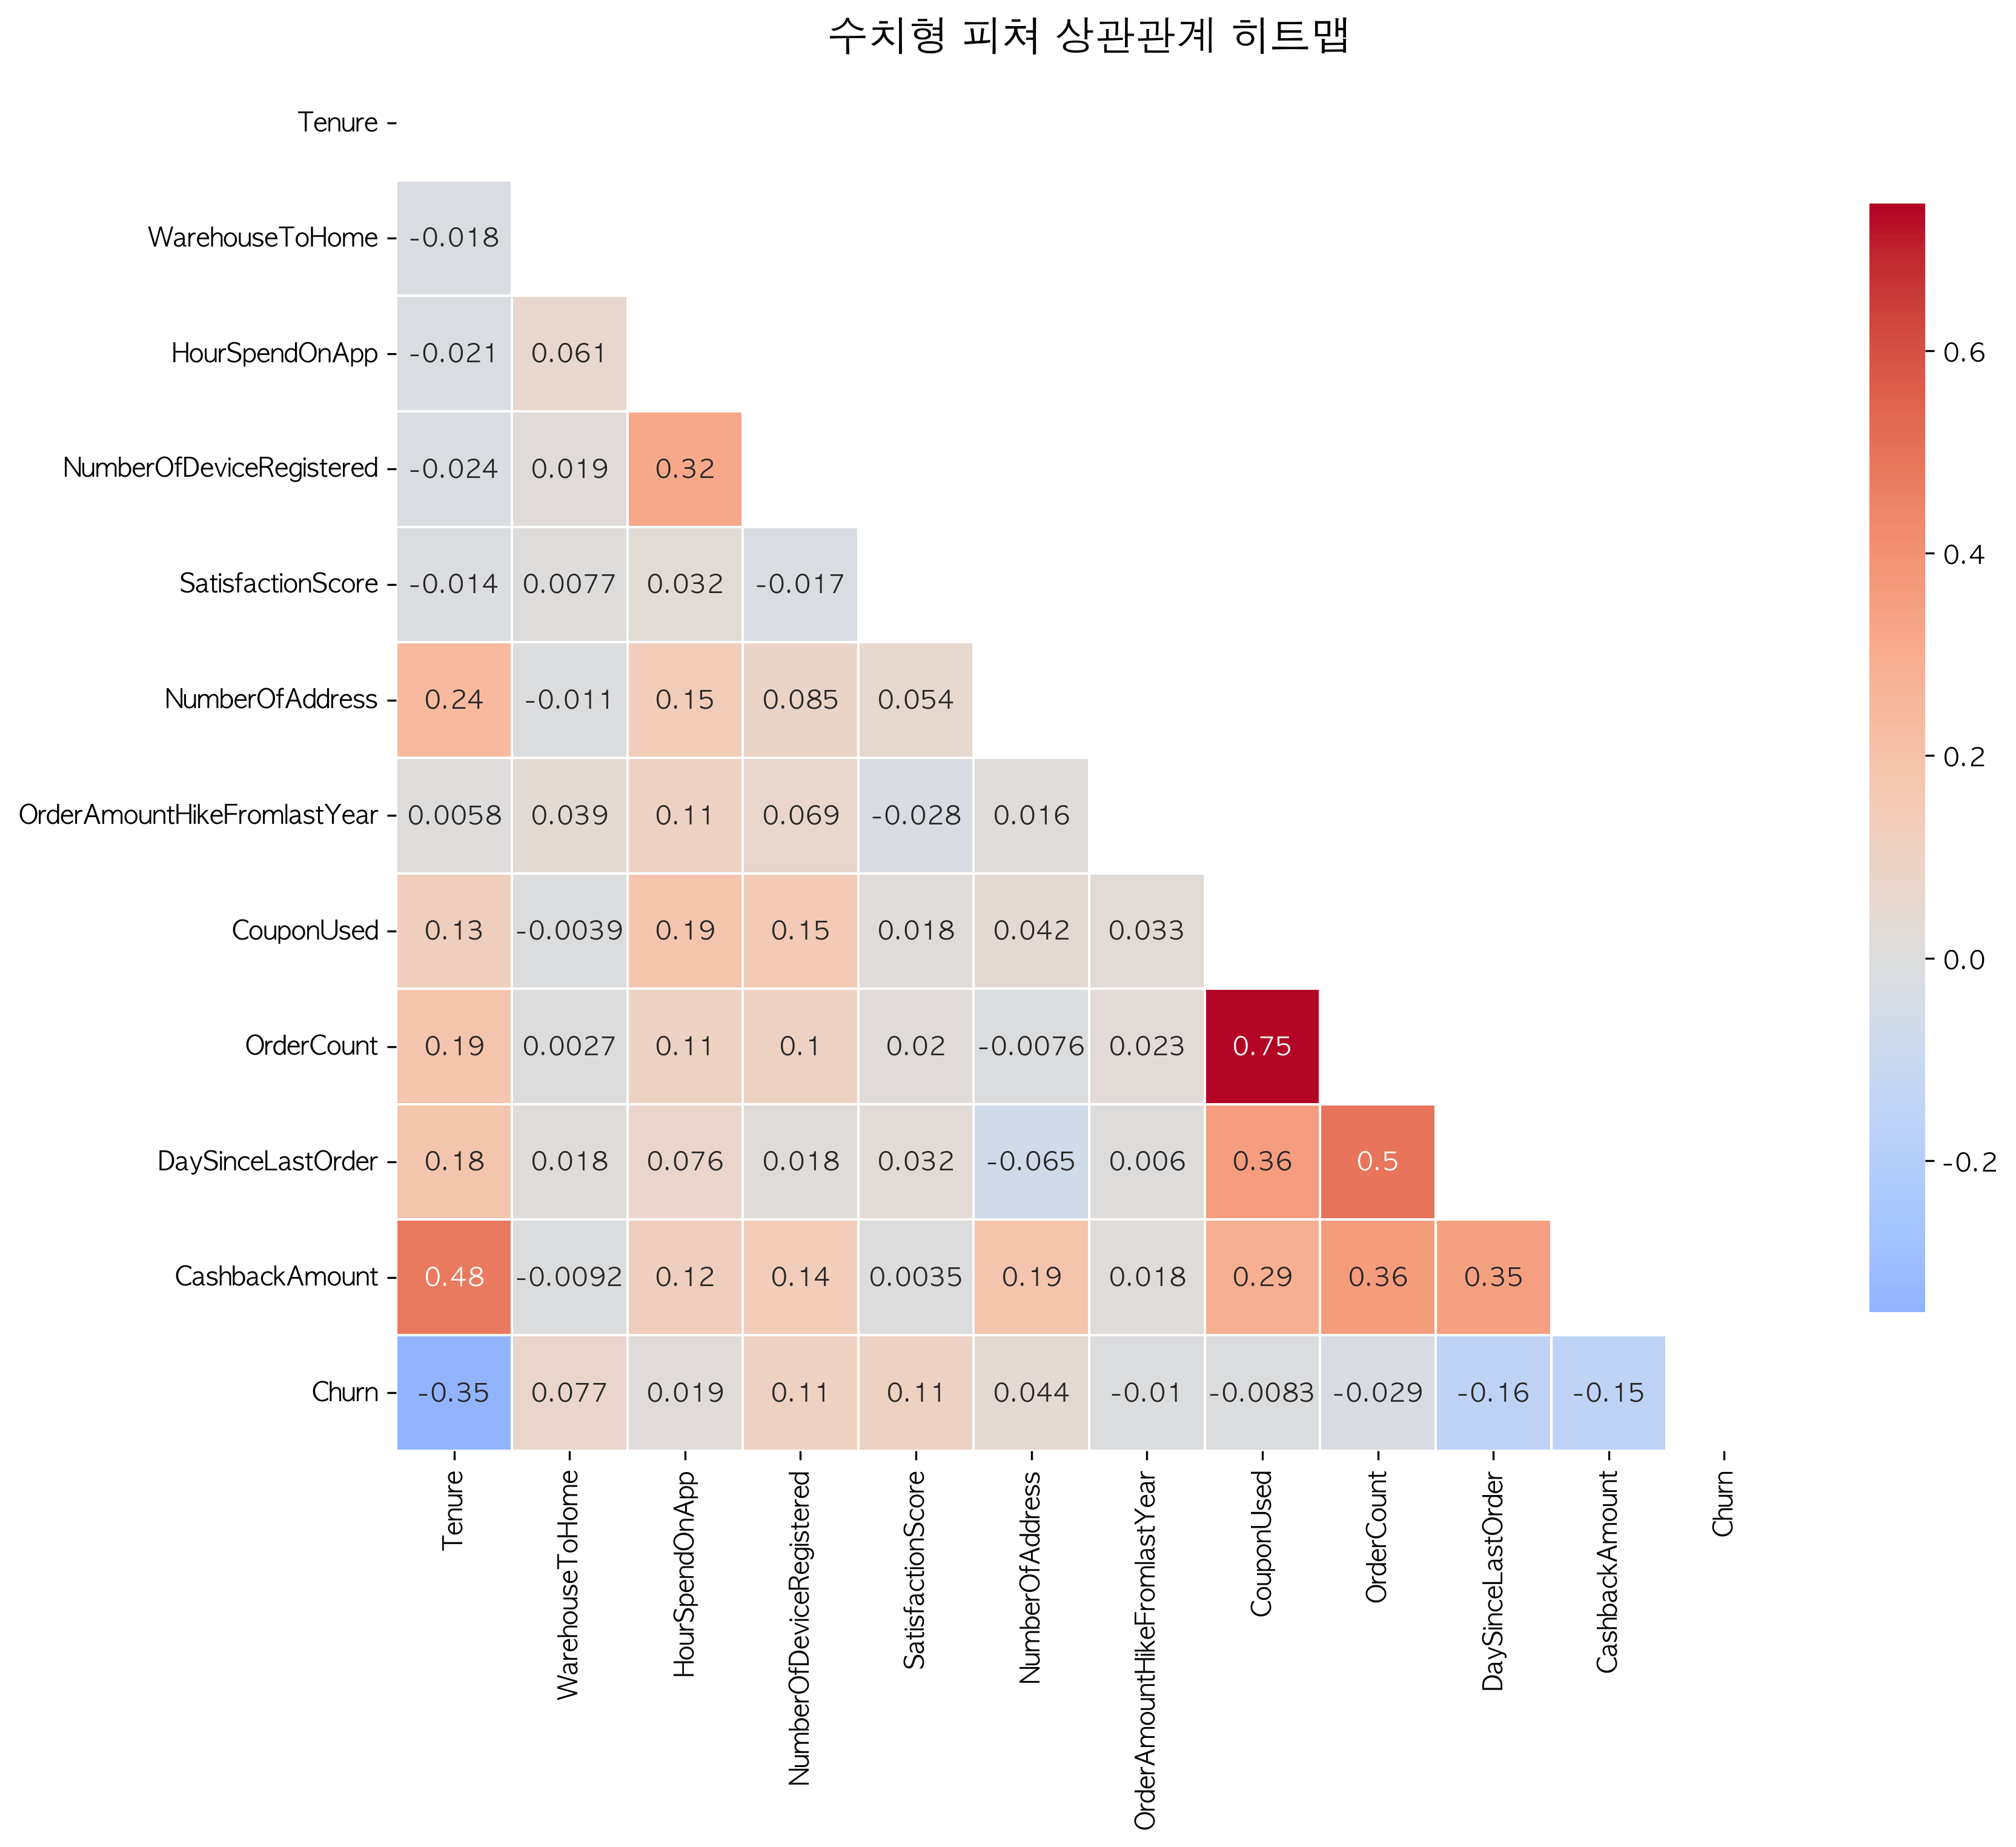 수치형 피쳐 상관관계 히트맵
Tenure
WarehouseToHome -0.018
HourSpendOnApp -0.021 0.061
0.6
NumberOfDeviceRegistered -0.024 0.019 0.32
0.4
SatisfactionScore -0.014 0.0077 0.032 -0.017
NumberOfAddress 0.24 -0.011 0.15 0.085 0.054
0.2
OrderAmountHikeFromlastYear 0.0058 0.039 0.11 0.069 -0.028 0.016
CouponUsed 0.13 -0.0039 0.19 0.15 0.018 0.042 0.033
0.0
OrderCount 0.19 0.0027 0.11 0.1 0.02 -0.0076 0.023 0.75
DaySinceLastOrder 0.18 0.018 0.076 0.018 0.032 -0.065 0.006 0.36 0.5
-0.2
CashbackAmount 0.48 -0.0092 0.12 0.14 0.0035 0.19 0.018 0.29 0.36 0.35
Churn -0.35 0.077 0.019 0.11 0.11 0.044 -0.01 -0.0083 -0.029 -0.16 -0.15
Tenure
WarehouseToHome
HourSpendOnApp
NumberOfDeviceRegistered
SatisfactionScore
NumberOfAddress
OrderAmountHikeFromlastYear
CouponUsed
OrderCount
DaySinceLastOrder
CashbackAmount
Churn